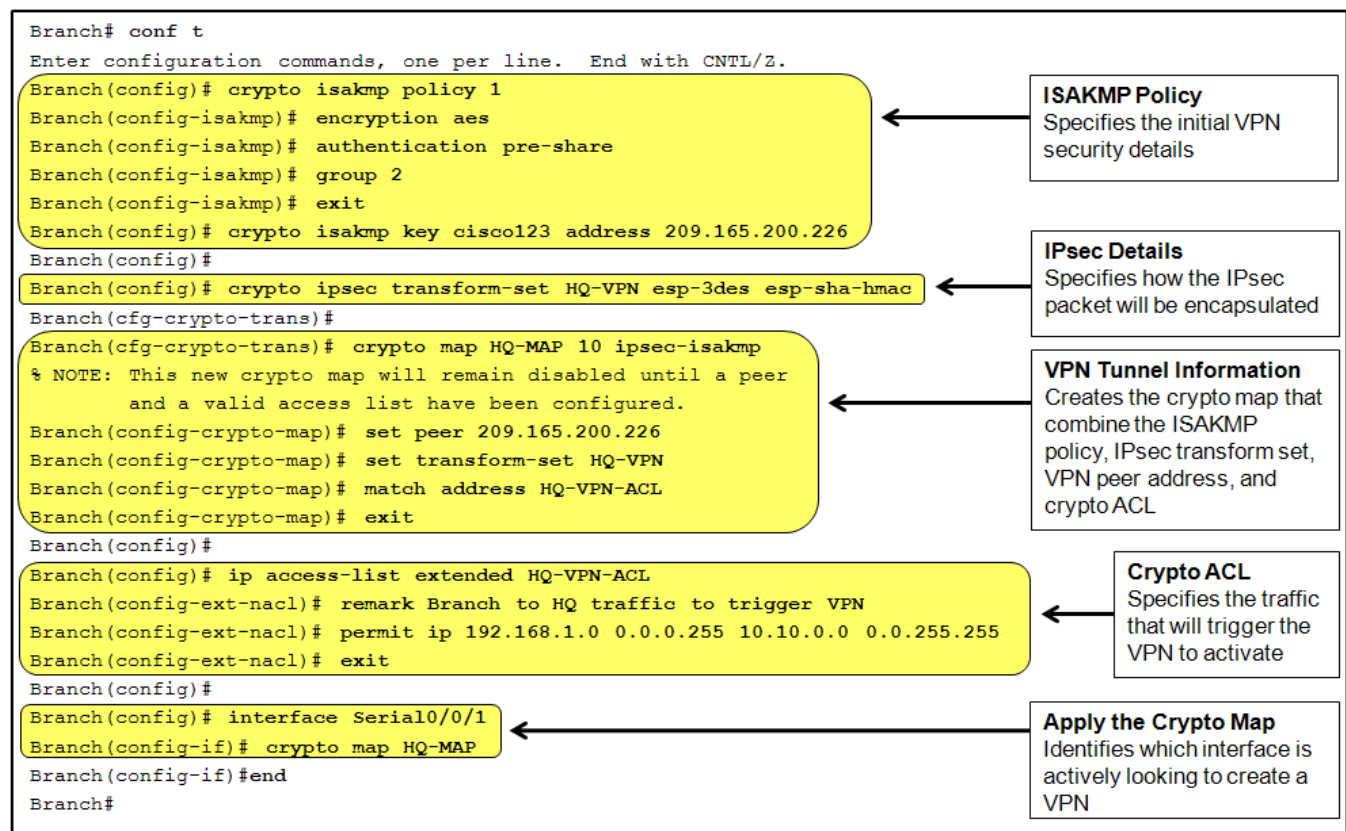 Branch# conf t
Enter configuration commands, one per line.  End with CNTL/Z.
Branch(config)# crypto isakmp policy 1
Branch(config-isakmp)# encryption aes
Branch(config-isakmp)# authentication pre-share
Branch(config-isakmp)# group 2
Branch(config-isakmp)# exit
Branch(config)# crypto isakmp key cisco123 address 209.165.200.226
Branch(config)#
Branch(config)# crypto ipsec transform-set HQ-VPN esp-3des esp-sha-hmac
Branch(cfg-crypto-trans)#
Branch(cfg-crypto-trans)# crypto map HQ-MAP 10 ipsec-isakmp
% NOTE: This new crypto map will remain disabled until a peer
and a valid access list have been configured.
Branch(config-crypto-map)# set peer 209.165.200.226
Branch(config-crypto-map)# set transform-set HQ-VPN
Branch(config-crypto-map)# match address HQ-VPN-ACL
Branch(config-crypto-map)# exit
Branch(config)#
Branch(config)# ip access-list extended HQ-VPN-ACL
Branch(config-ext-nacl)# remark Branch to HQ traffic to trigger VPN
Branch(config-ext-nacl)# permit ip 192.168.1.0 0.0.0.255 10.10.0.0 0.0.255.255
Branch(config-ext-nacl)# exit
Branch(config)#
Branch(config)# interface Serial0/0/1
Branch(config-if)# crypto map HQ-MAP
Branch(config-if)#end
Branch#
ISAKMP Policy
Specifies the initial VPN
security details
IPsec Details
Specifies how the IPsec
packet will be encapsulated
VPN Tunnel Information
Creates the crypto map that
combine the ISAKMP
policy, IPsec transform set,
VPN peer address, and
crypto ACL
Crypto ACL
Specifies the traffic
that will trigger the
VPN to activate
Apply the Crypto Map
Identifies which interface is
actively looking to create a
VPN